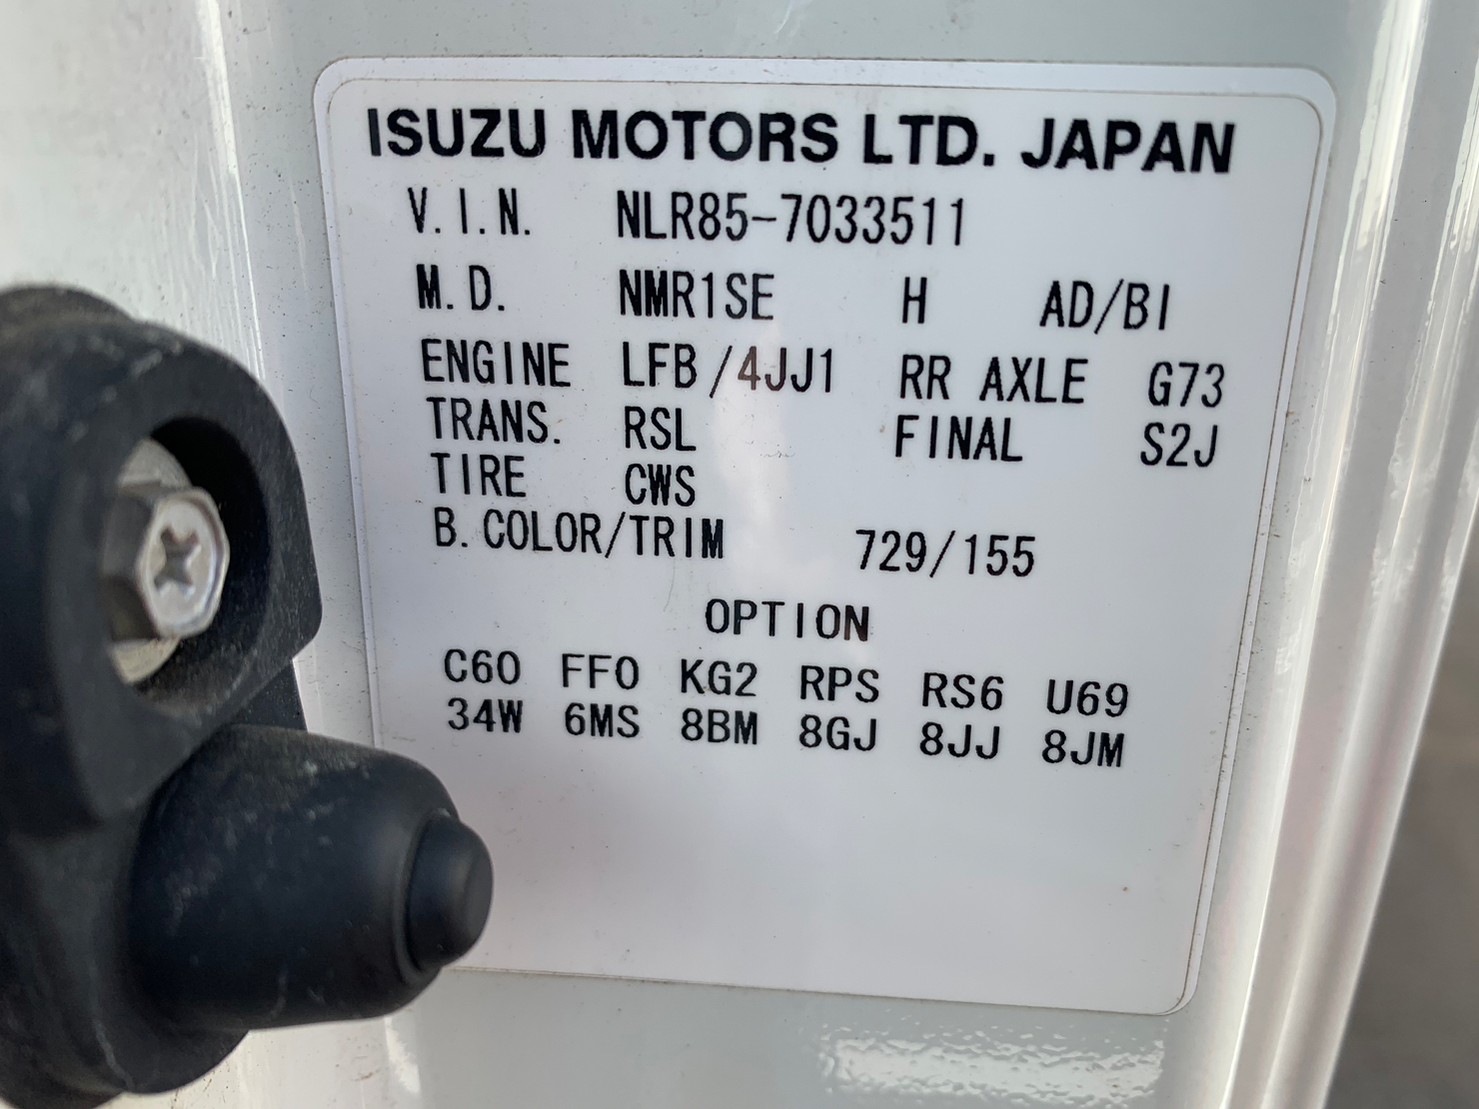 ISUZU MOTORS LTD. JAPAN
V.I.N. NLR85-7033511
M.D. NMR1SE H AD/BI
ENGINE LFB/4JJ1 RR AXLE G73
TRANS. RSL FINAL S2J
TIRE CWS
B.COLOR/TRIM 729/155
OPTION
C60 FF0 KG2 RPS RS6 U69
34W 6MS 8BM 8GJ 8JJ 8JM